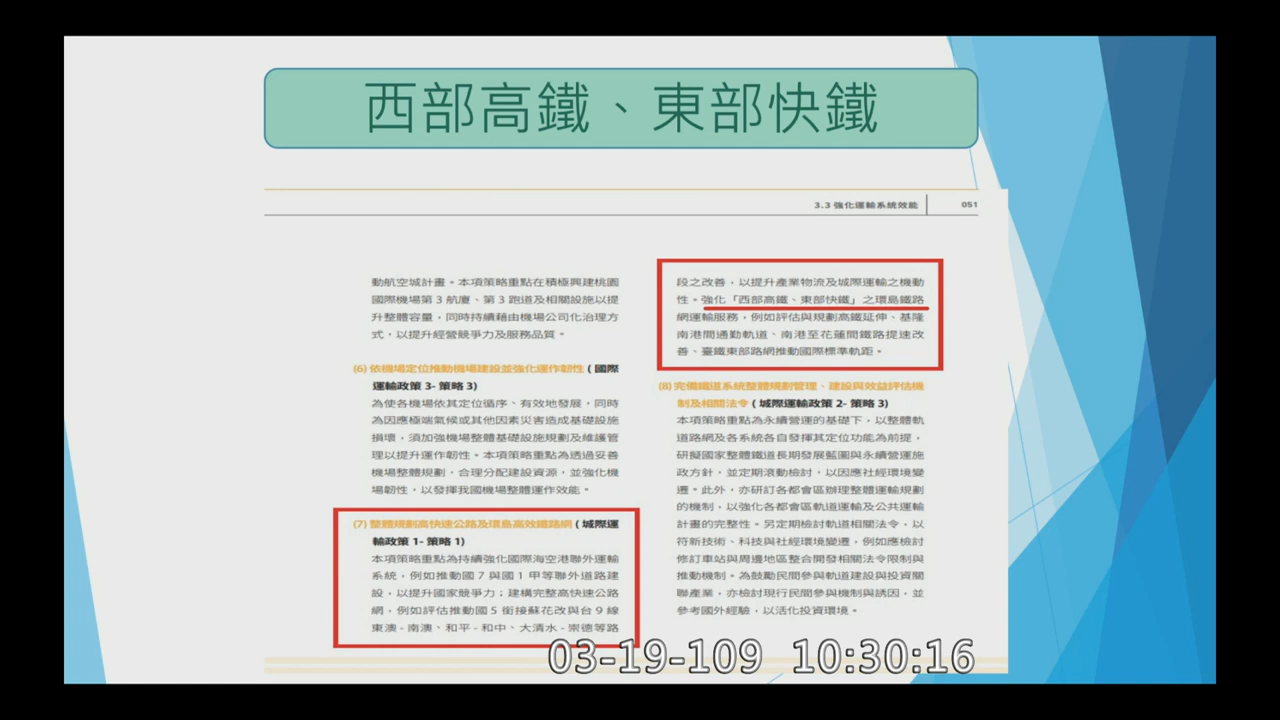 西部高鐵、東部快鐵
3.3 強化運輸系統效能
051
動航空城計畫。本項策略重點在積極興建桃園
國際機場第 3 航廈、第 3 跑道及相關設施以提
升整體容量，同時持續藉由機場公司化治理方
式，以提升經營競爭力及服務品質。
(6) 依機場定位推動機場建設並強化運作韌性 ( 國際
運輸政策 3- 策略 3)
為使各機場依其定位循序、有效地發展，同時
為因應極端氣候或其他因素災害造成基礎設施
損壞，須加強機場整體基礎設施規劃及維護管
理以提升運作韌性。本項策略重點為透過妥善
機場整體規劃，合理分配建設資源，並強化機
場韌性，以發揮我國機場整體運作效能。
(7) 整體規劃高快速公路及環島高效鐵路網 ( 城際運
輸政策 1- 策略 1)
本項策略重點為持續強化國際海空港聯外運輸
系統，例如推動國 7 與國 1 甲等聯外道路建
設，以提升國家競爭力；建構完整高快速公路
網，例如評估推動國 5 銜接蘇花改與台 9 線
東澳 - 南澳、和平 - 和中、大清水 - 崇德等路
段之改善，以提升產業物流及城際運輸之機動
性。強化「西部高鐵、東部快鐵」之環島鐵路
網運輸服務，例如評估與規劃高鐵延伸、基隆
南港間通勤軌道、南港至花蓮間鐵路提速改
善、臺鐵東部路網推動國際標準軌距。
(8) 完備鐵道系統整體規劃管理、建設與效益評估機
制及相關法令 ( 城際運輸政策 2- 策略 3)
本項策略重點為永續營運的基礎下，以整體軌
道路網及各系統各自發揮其定位功能為前提，
研擬國家整體鐵道長期發展藍圖與永續營運施
政方針，並定期滾動檢討，以因應社經環境變
遷。此外，亦研訂各都會區辦理整體運輸規劃
的機制，以強化各都會區軌道運輸及公共運輸
計畫的完整性。另定期檢討軌道相關法令，以
符新技術、科技與社經環境變遷，例如應檢討
修訂車站與周邊地區整合開發相關法令限制與
推動機制。為鼓勵民間參與軌道建設與投資關
聯產業，亦檢討現行民間參與機制與誘因，並
參考國外經驗，以活化投資環境。
03-19-109 10:30:16